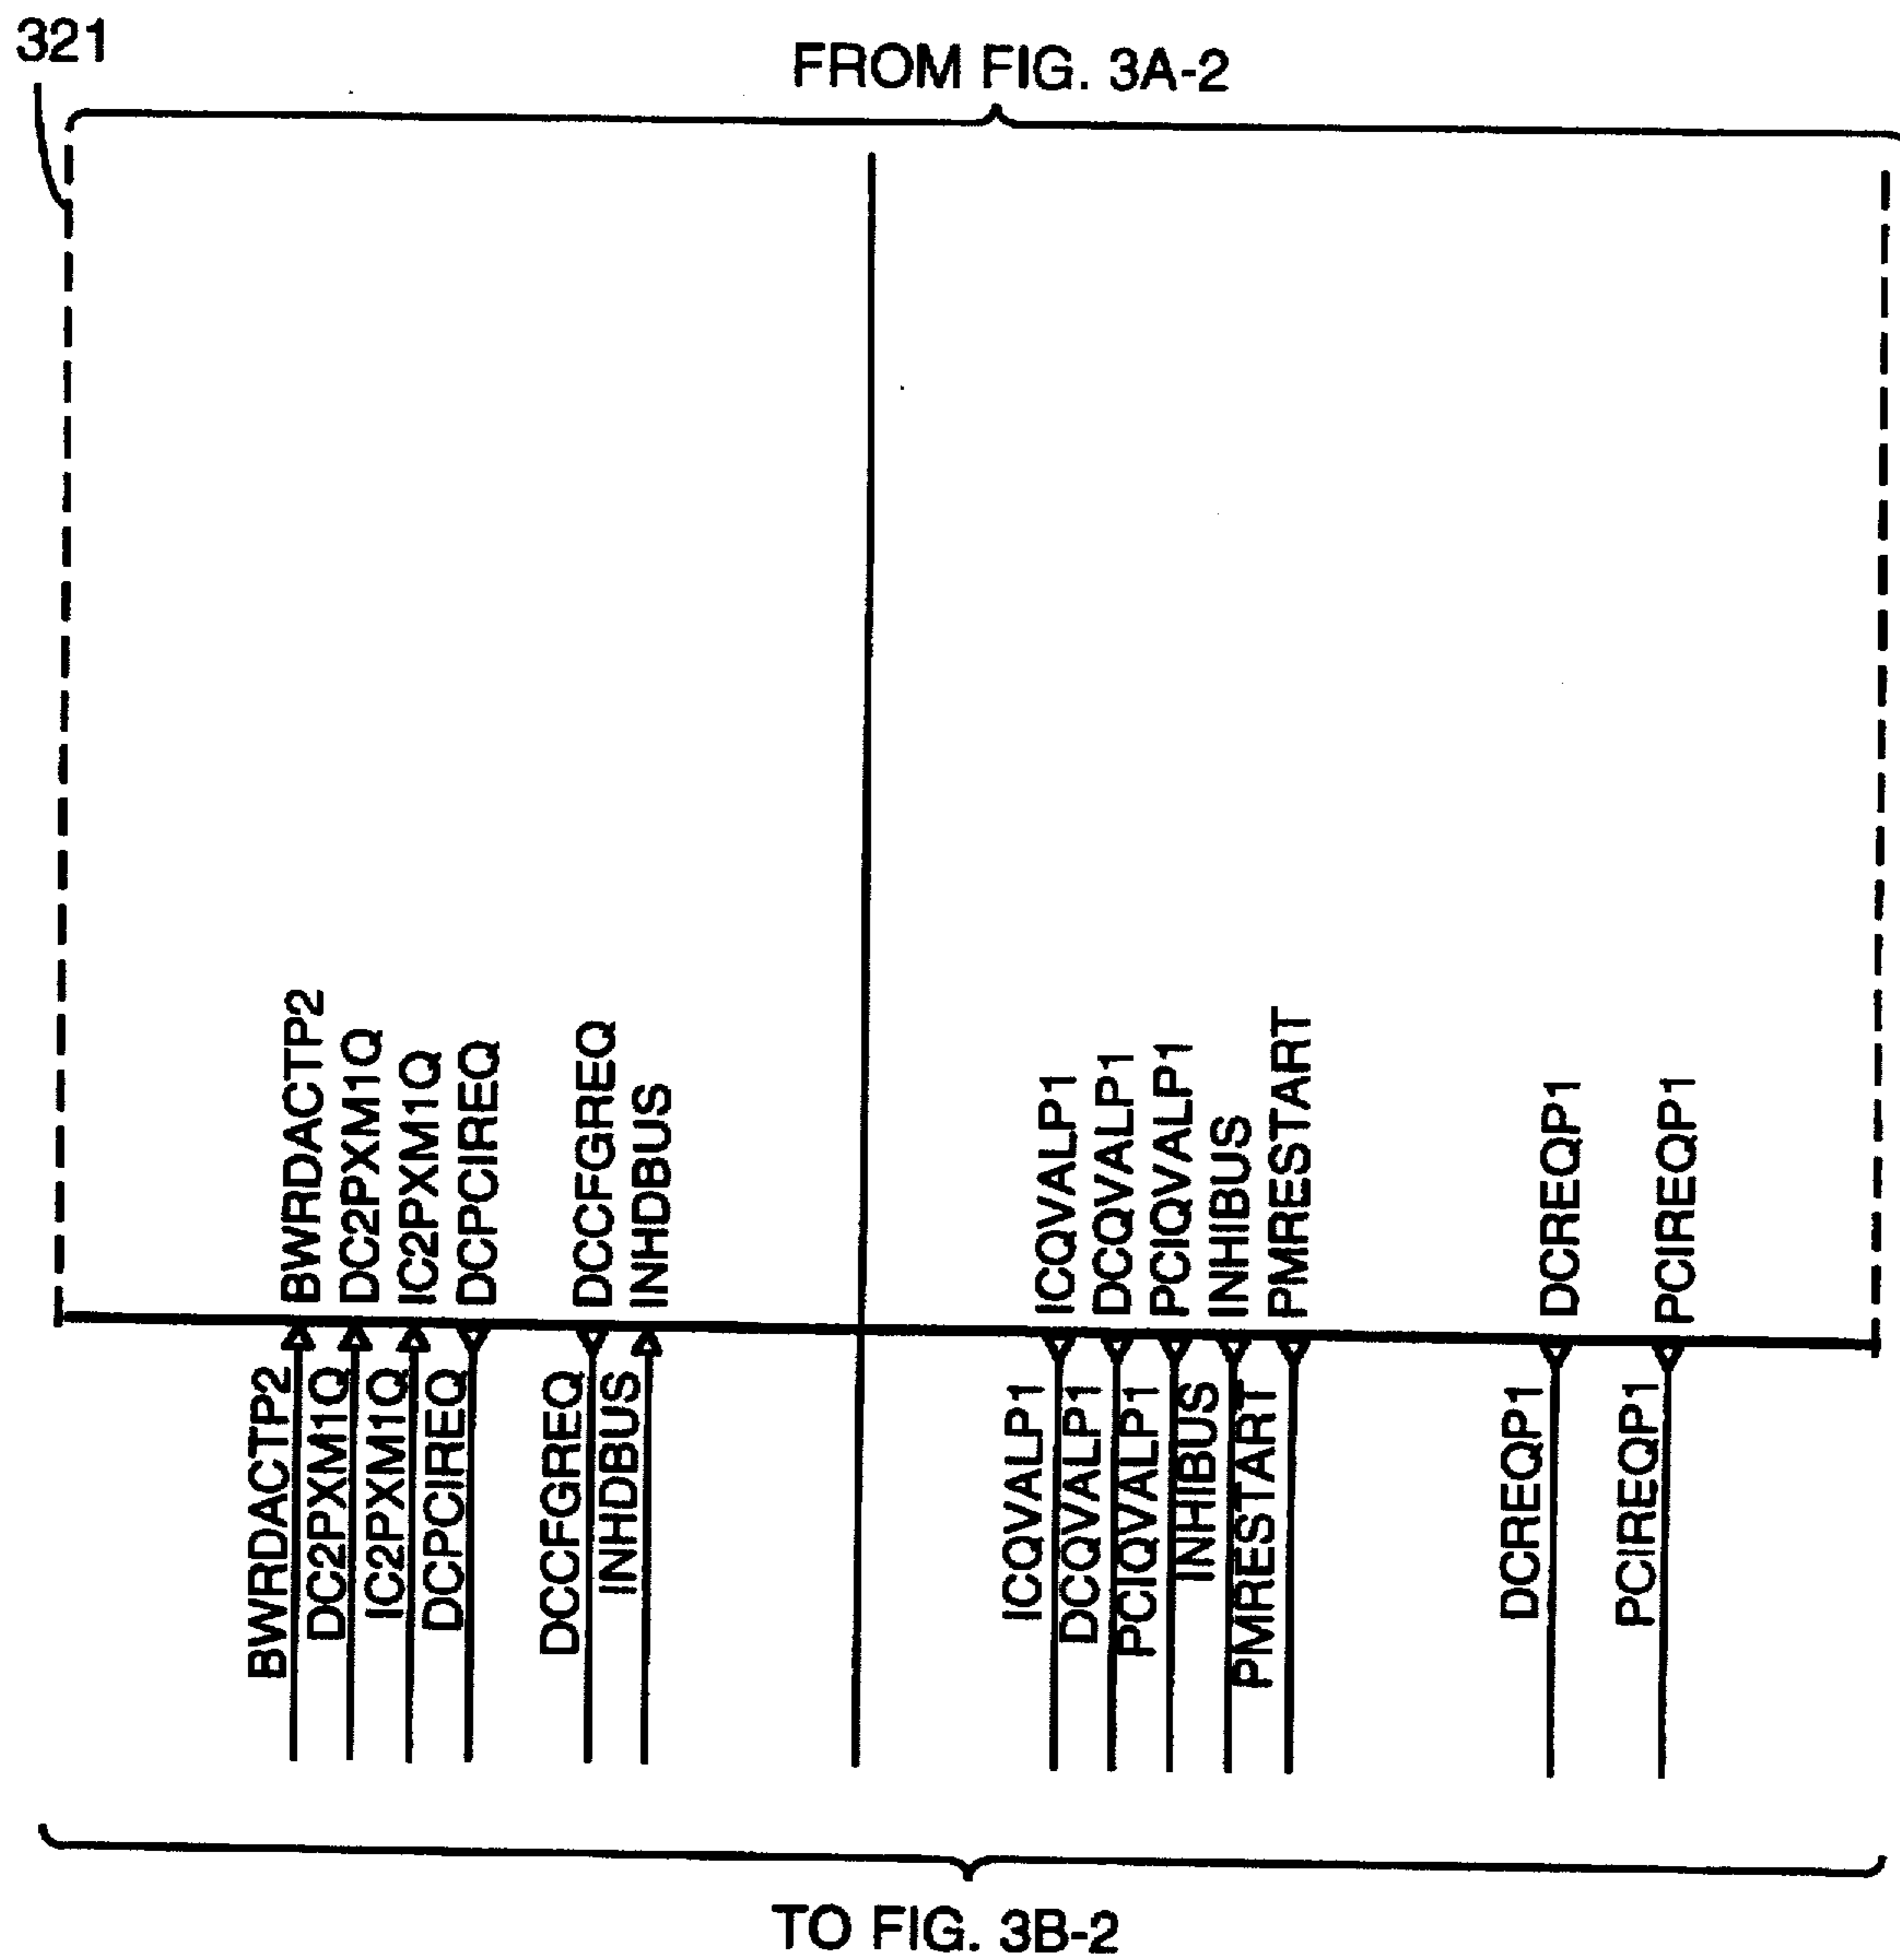 321
FROM FIG. 3A-2
BWRDACTP2
DC2PXM1Q
IC2PXM1Q
DCPCIREQ
DCCFGREQ
INHDBUS
ICQVALP1
DCQVALP1
PCIQVALP1
INHIBUS
PMRESTART
DCREQP1
PCIREQP1
BWRDACTP2
DC2PXM1Q
IC2PXM1Q
DCPCIREQ
DCCFGREQ
INHDBUS
ICQVALP1
DCQVALP1
PCIQVALP1
INHIBUS
PMRESTART
DCREQP1
PCIREQP1
TO FIG. 3B-2